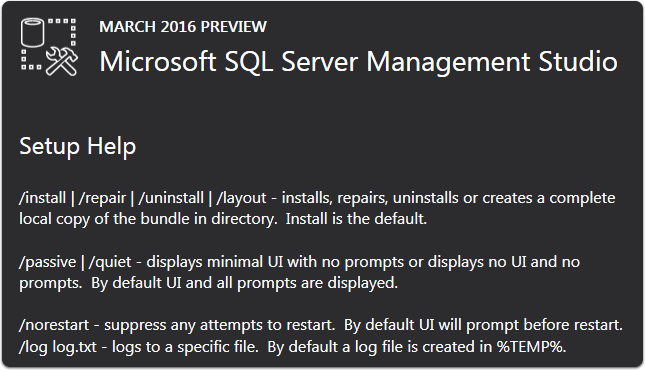 MARCH 2016 PREVIEW
Microsoft SQL Server Management Studio
Setup Help
/install | /repair | /uninstall | /layout - installs, repairs, uninstalls or creates a complete
local copy of the bundle in directory.  Install is the default.
/passive | /quiet - displays minimal UI with no prompts or displays no UI and no
prompts.  By default UI and all prompts are displayed.
/norestart - suppress any attempts to restart.  By default UI will prompt before restart.
/log log.txt - logs to a specific file.  By default a log file is created in %TEMP%.